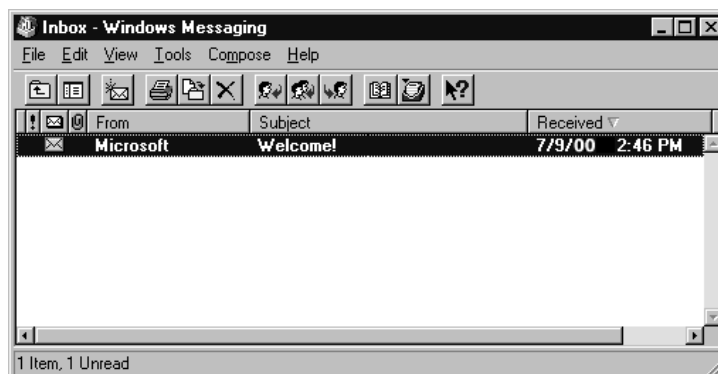 Inbox - Windows Messaging
File Edit View Tools Compose Help
! From Subject Received
Microsoft Welcome! 7/9/00 2:46 PM
1 Item, 1 Unread